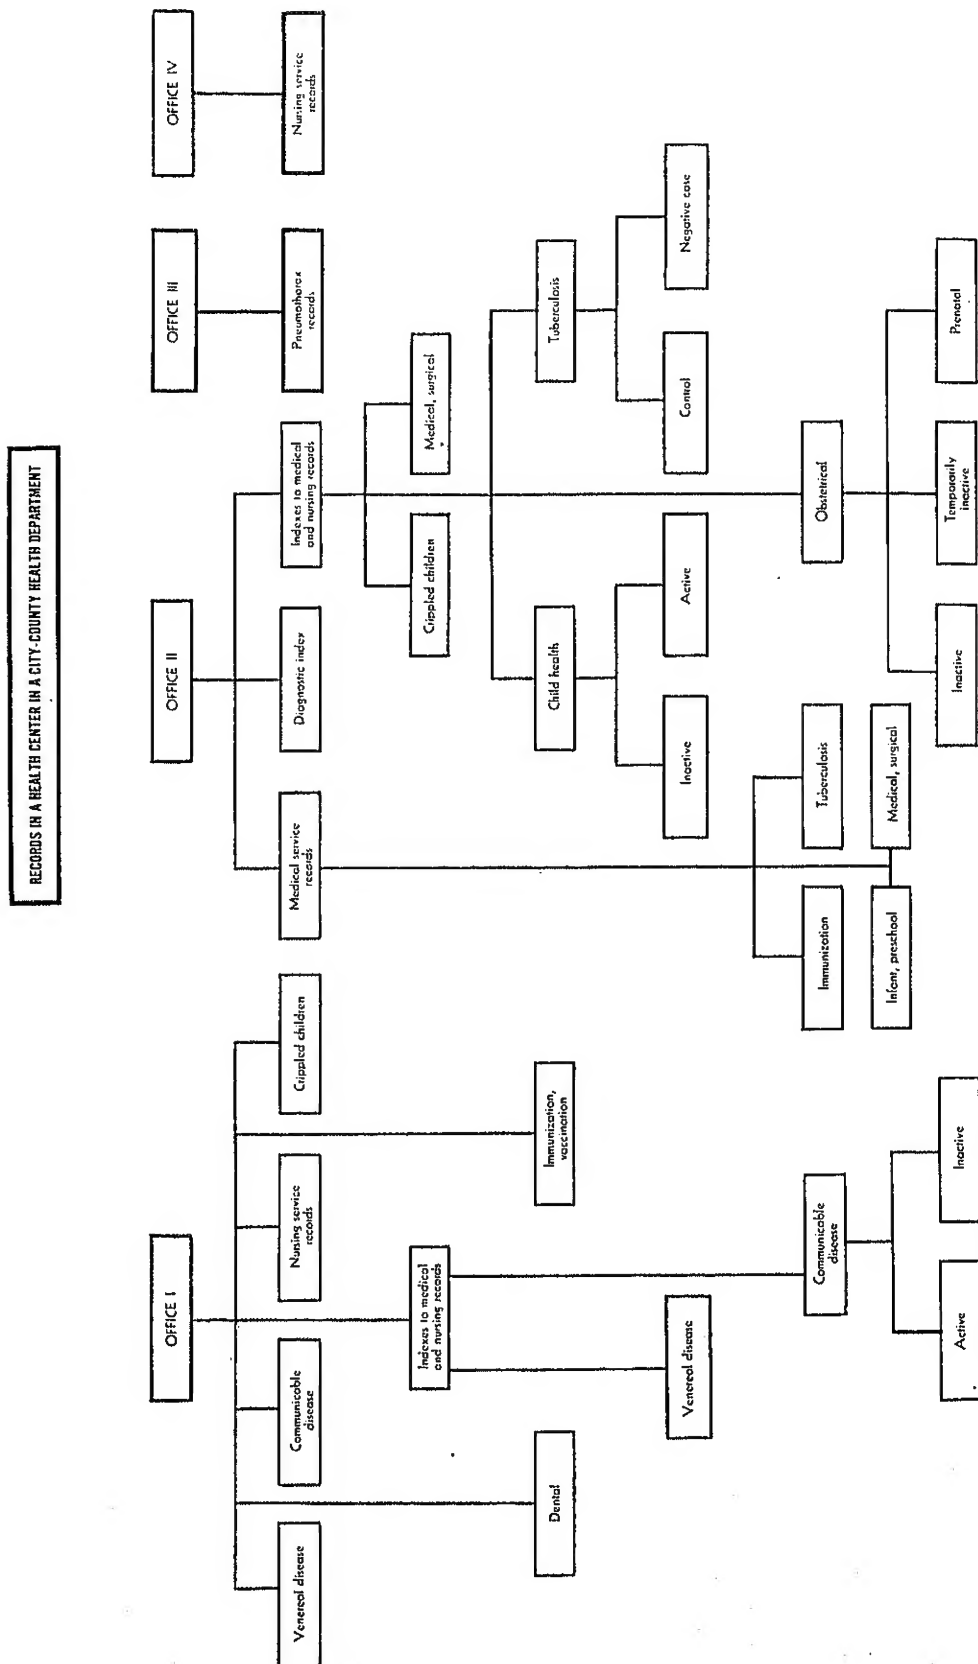 RECORDS IN A HEALTH CENTER IN A CITY-COUNTY HEALTH DEPARTMENT
OFFICE I
Venereal disease
Communicable
disease
Nursing service
records
Crippled children
Indexes to medical
and nursing records
Dental
Immunization,
vaccination
Venereal disease
Communicable
disease
Active
Inactive
OFFICE II
Medical service
records
Diagnostic index
Indexes to medical
and nursing records
Crippled children
Medical, surgical
Child health
Tuberculosis
Inactive
Active
Control
Negative case
Immunization
Tuberculosis
Infant, preschool
Medical, surgical
Obstetrical
Inactive
Temporarily
inactive
Prenatal
OFFICE III
Pneumothorax
records
OFFICE IV
Nursing service
records